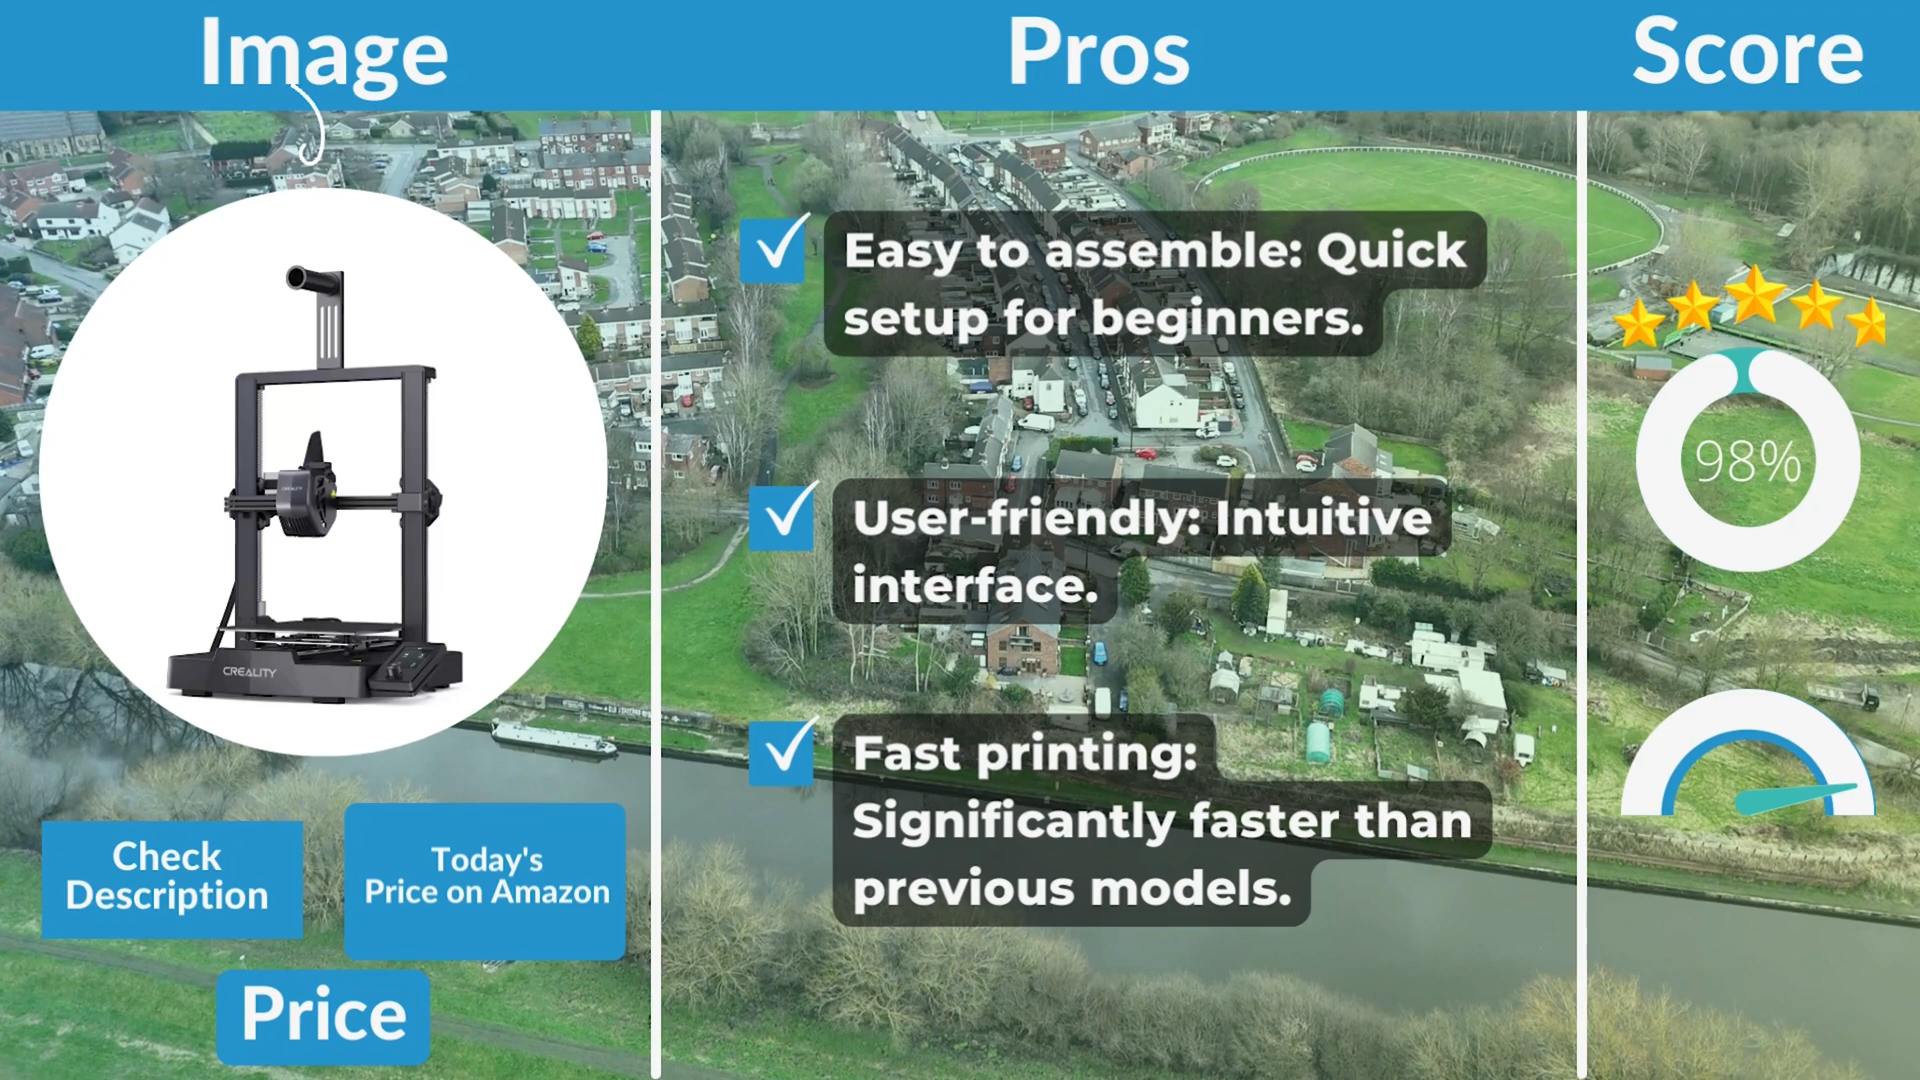 Image
Pros
Score
Easy to assemble: Quick
setup for beginners.
98%
User-friendly: Intuitive
interface.
CREALITY
CREALITY
Fast printing:
Significantly faster than
previous models.
Check
Description
Today's
Price on Amazon
Price